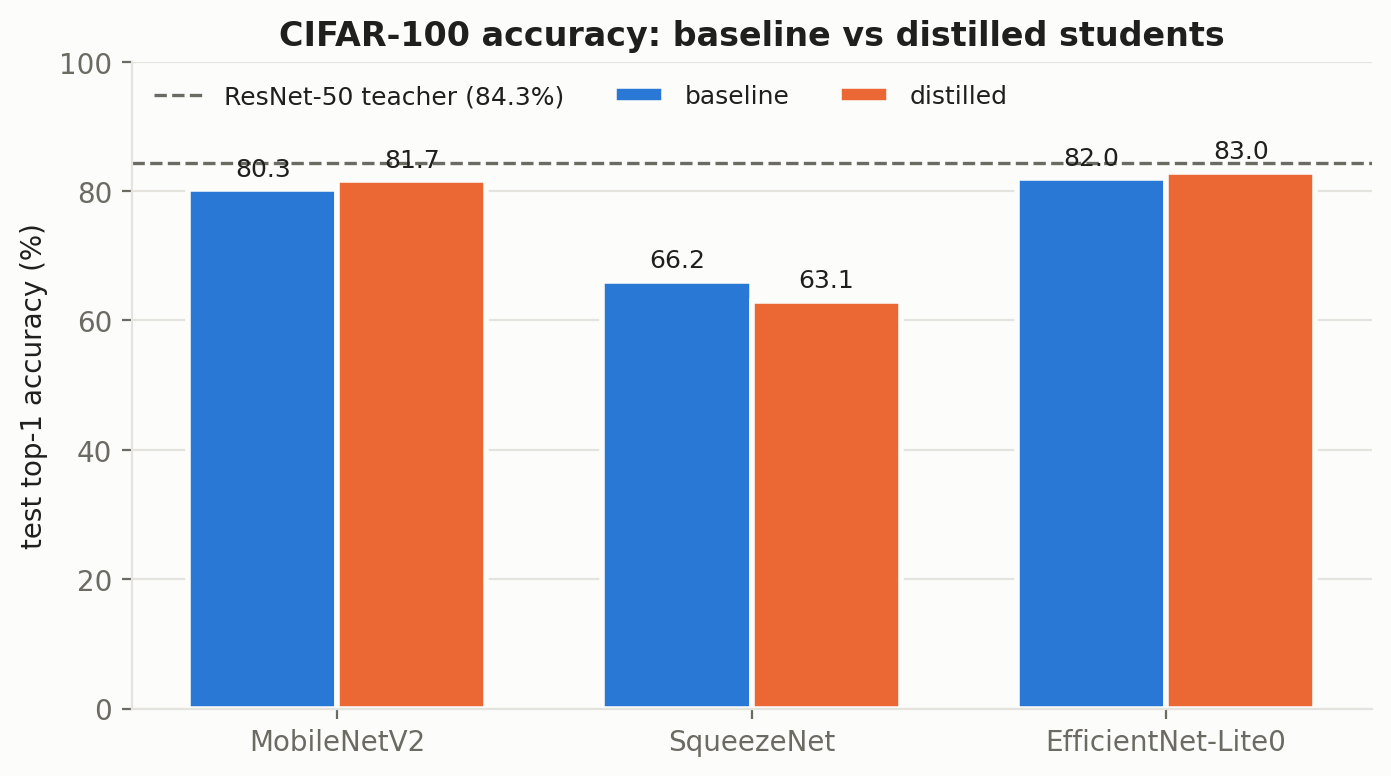 CIFAR-100 accuracy: baseline vs distilled students
ResNet-50 teacher (84.3%)
baseline
distilled
test top-1 accuracy (%)
100
80
60
40
20
0
80.3
81.7
66.2
63.1
82.0
83.0
MobileNetV2
SqueezeNet
EfficientNet-Lite0